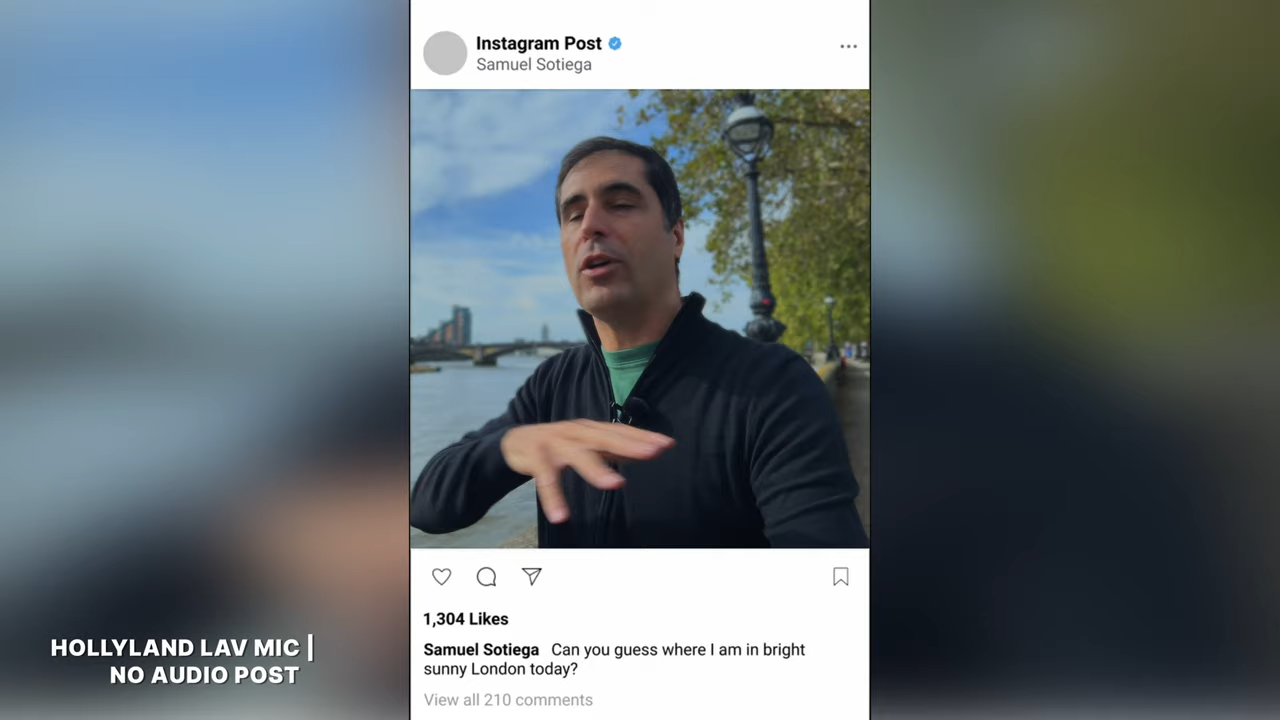 Instagram Post
Samuel Sotiega
1,304 Likes
Samuel Sotiega Can you guess where I am in bright
sunny London today?
View all 210 comments
HOLLYLAND LAV MIC |
NO AUDIO POST